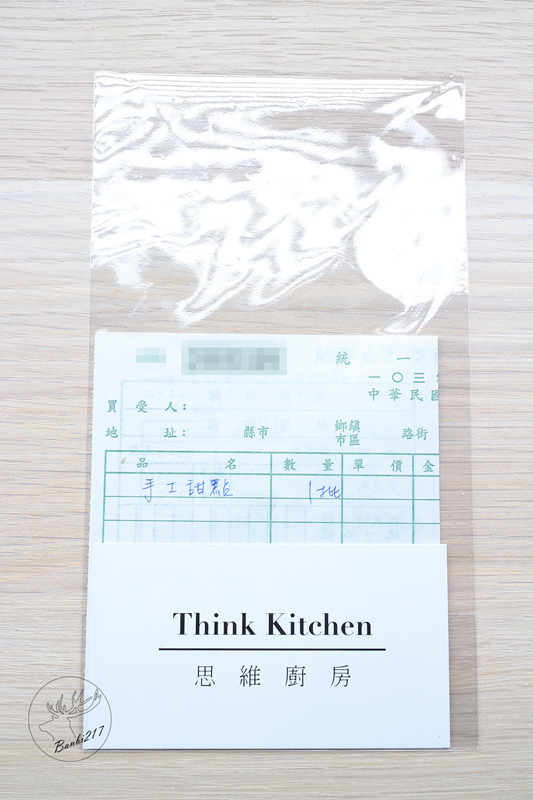 統 一
一〇三
中華民國
買受人：
地址： 縣市 鄉鎮市區 路街
品名 數量 單價 金
手工甜點 1批
Think Kitchen
思維廚房
Banbi217